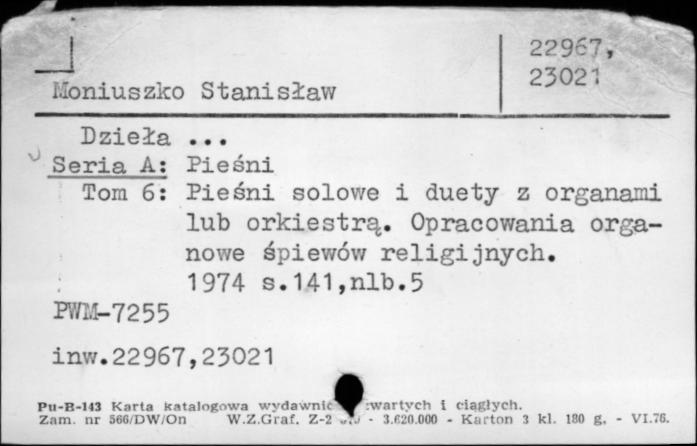 22967,
23021
Moniuszko Stanisław
Dzieła ...
Seria A: Pieśni
Tom 6: Pieśni solowe i duety z organami
lub orkiestrą. Opracowania orga-
nowe śpiewów religijnych.
1974 s.141,nlb.5
PWM-7255
inw.22967,23021
Pu-B-143 Karta katalogowa wydawnic wartych i ciągłych.
Zam. nr 566/DW/On W.Z.Graf. Z-2 - 3.620.000 - Karton 3 kl. 180 g. - VI.76.